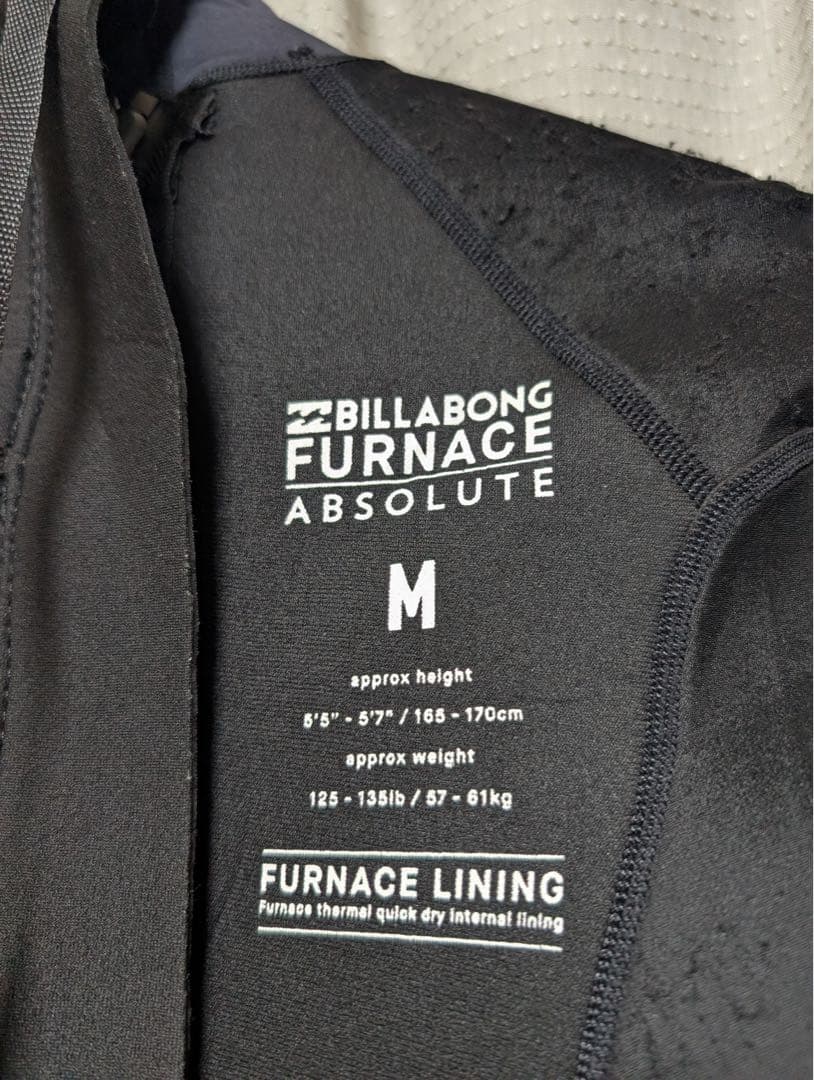 BILLABONG
FURNACE
ABSOLUTE
M
approx height
5'5" - 5'7" / 165 - 170cm
approx weight
125 - 135lb / 57 - 61kg
FURNACE LINING
Furnace thermal quick dry internal lining